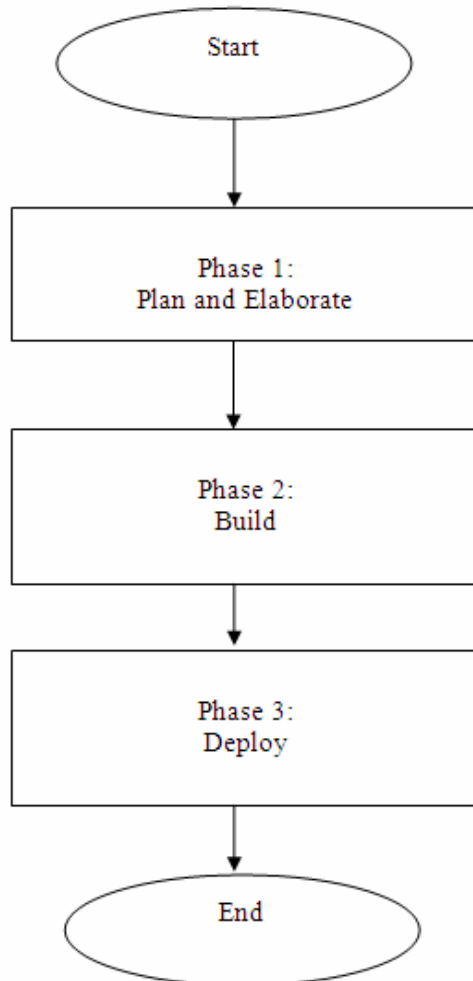 Start
Phase 1:
Plan and Elaborate
Phase 2:
Build
Phase 3:
Deploy
End